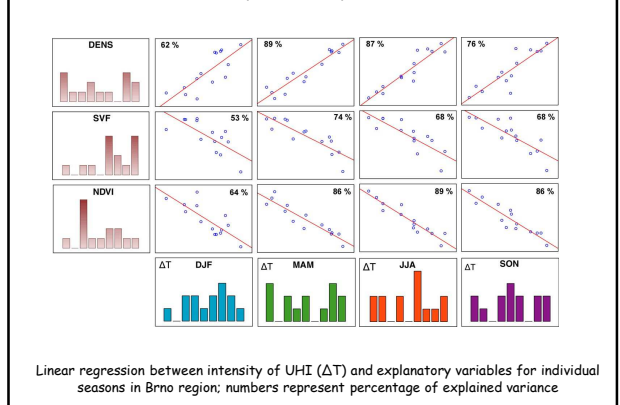 DENS 62 % 89 % 87 % 76 %
SVF 53 % 74 % 68 % 68 %
NDVI 64 % 86 % 89 % 86 %
ΔT DJF ΔT MAM ΔT JJA ΔT SON
Linear regression between intensity of UHI (ΔT) and explanatory variables for individual
seasons in Brno region; numbers represent percentage of explained variance